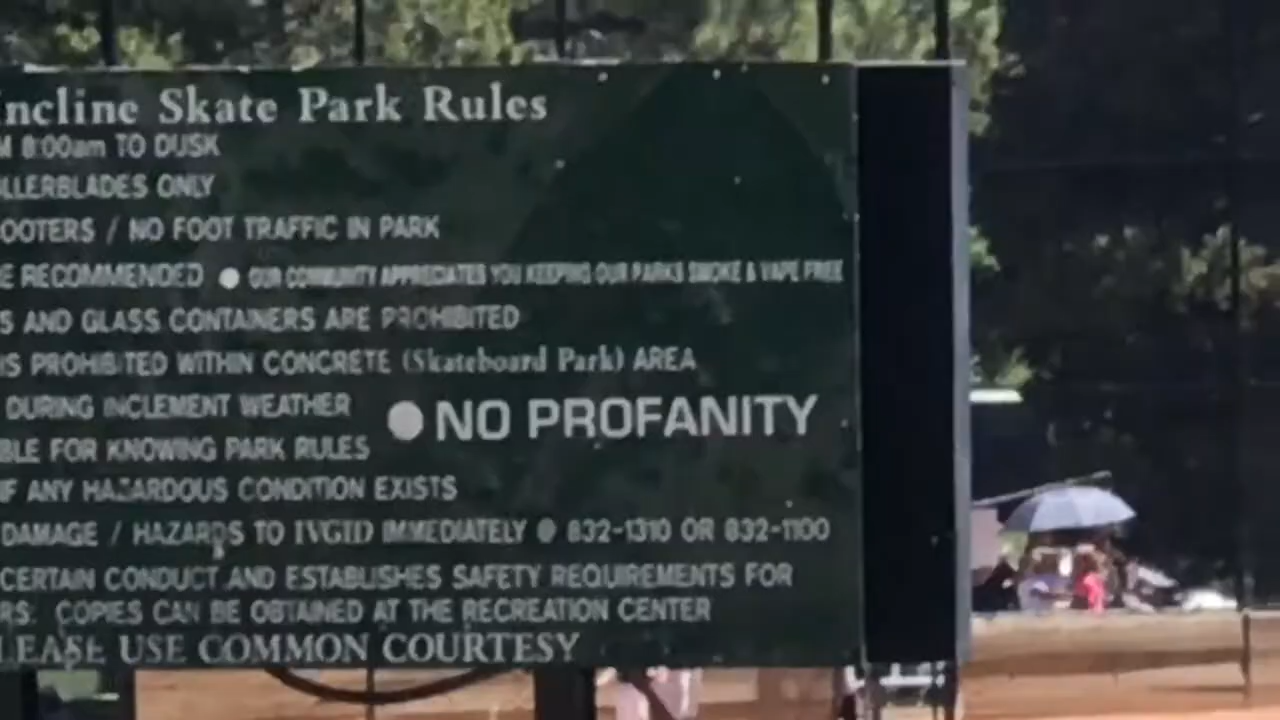 Incline Skate Park Rules
M 8:00am TO DUSK
LLERBLADES ONLY
OOTERS / NO FOOT TRAFFIC IN PARK
E RECOMMENDED ● OUR COMMUNITY APPRECIATES YOU KEEPING OUR PARKS SMOKE & VAPE FREE
S AND GLASS CONTAINERS ARE PROHIBITED
IS PROHIBITED WITHIN CONCRETE (Skateboard Park) AREA
DURING INCLEMENT WEATHER
● NO PROFANITY
BLE FOR KNOWING PARK RULES
IF ANY HAZARDOUS CONDITION EXISTS
DAMAGE / HAZARDS TO IVGID IMMEDIATELY @ 832-1310 OR 832-1100
CERTAIN CONDUCT AND ESTABLISHES SAFETY REQUIREMENTS FOR
RS. COPIES CAN BE OBTAINED AT THE RECREATION CENTER
LEASE USE COMMON COURTESY